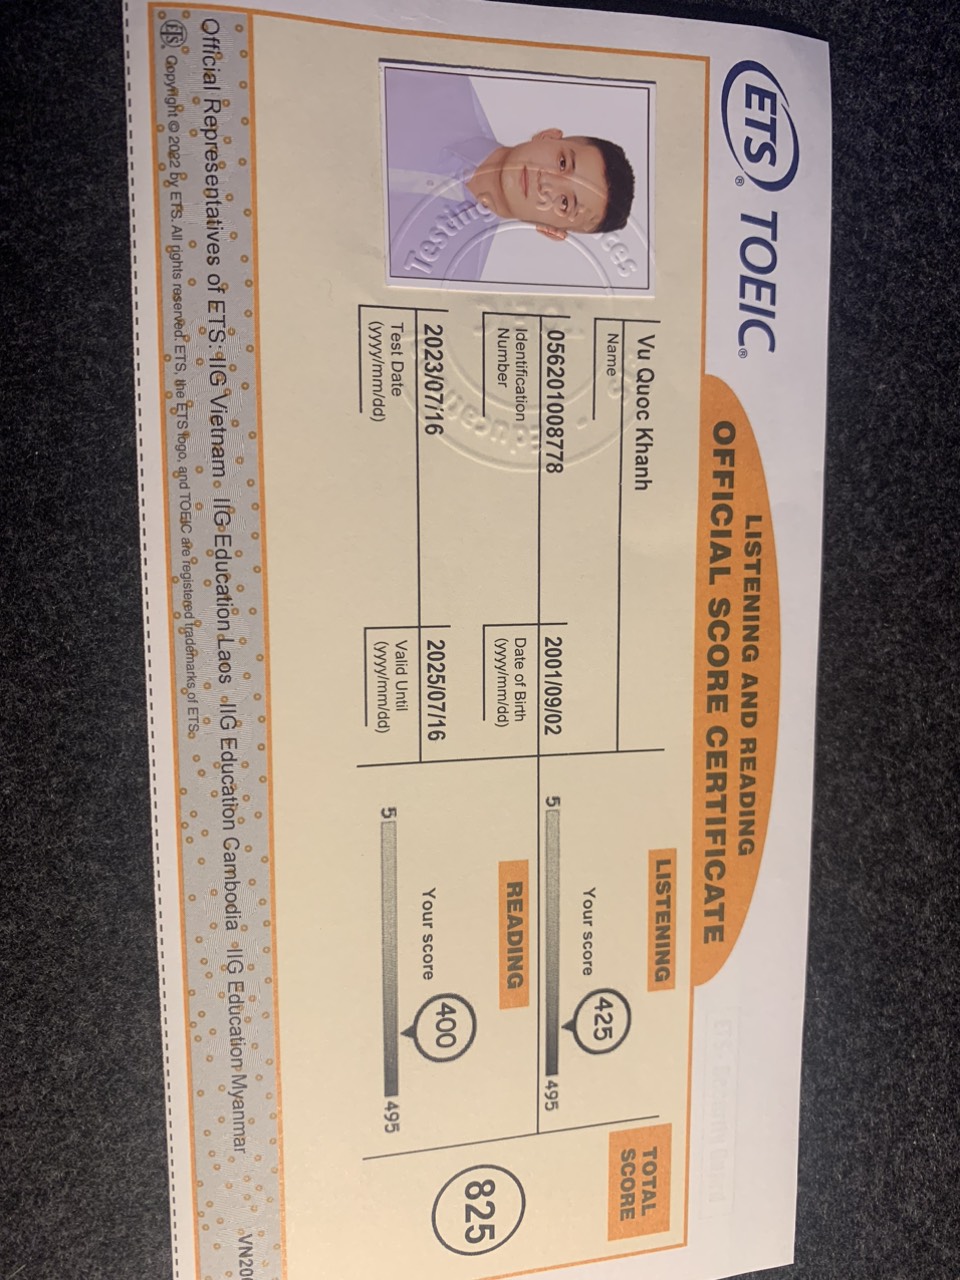 ETS® TOEIC®
LISTENING AND READING
OFFICIAL SCORE CERTIFICATE
ETS- Security Guard
Vu Quoc Khanh
Name
056201008778
Identification
Number
2001/09/02
Date of Birth
(yyyy/mm/dd)
2023/07/16
Test Date
(yyyy/mm/dd)
2025/07/16
Valid Until
(yyyy/mm/dd)
LISTENING
Your score
425
5
495
READING
Your score
400
5
495
TOTAL
SCORE
825
Testing
Official Representatives of ETS: IIG Vietnam IIG Education Laos IIG Education Cambodia IIG Education Myanmar
VN200
ETS® Copyright © 2022 by ETS. All rights reserved. ETS, the ETS logo, and TOEIC are registered trademarks of ETS.